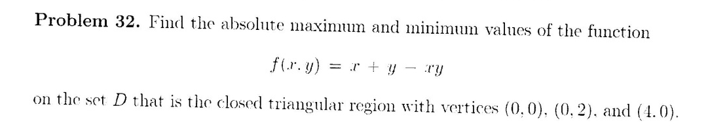 Problem 32. Find the absolute maximum and minimum values of the function
f(x, y) = x + y − xy
on the set D that is the closed triangular region with vertices (0, 0), (0, 2), and (4, 0).